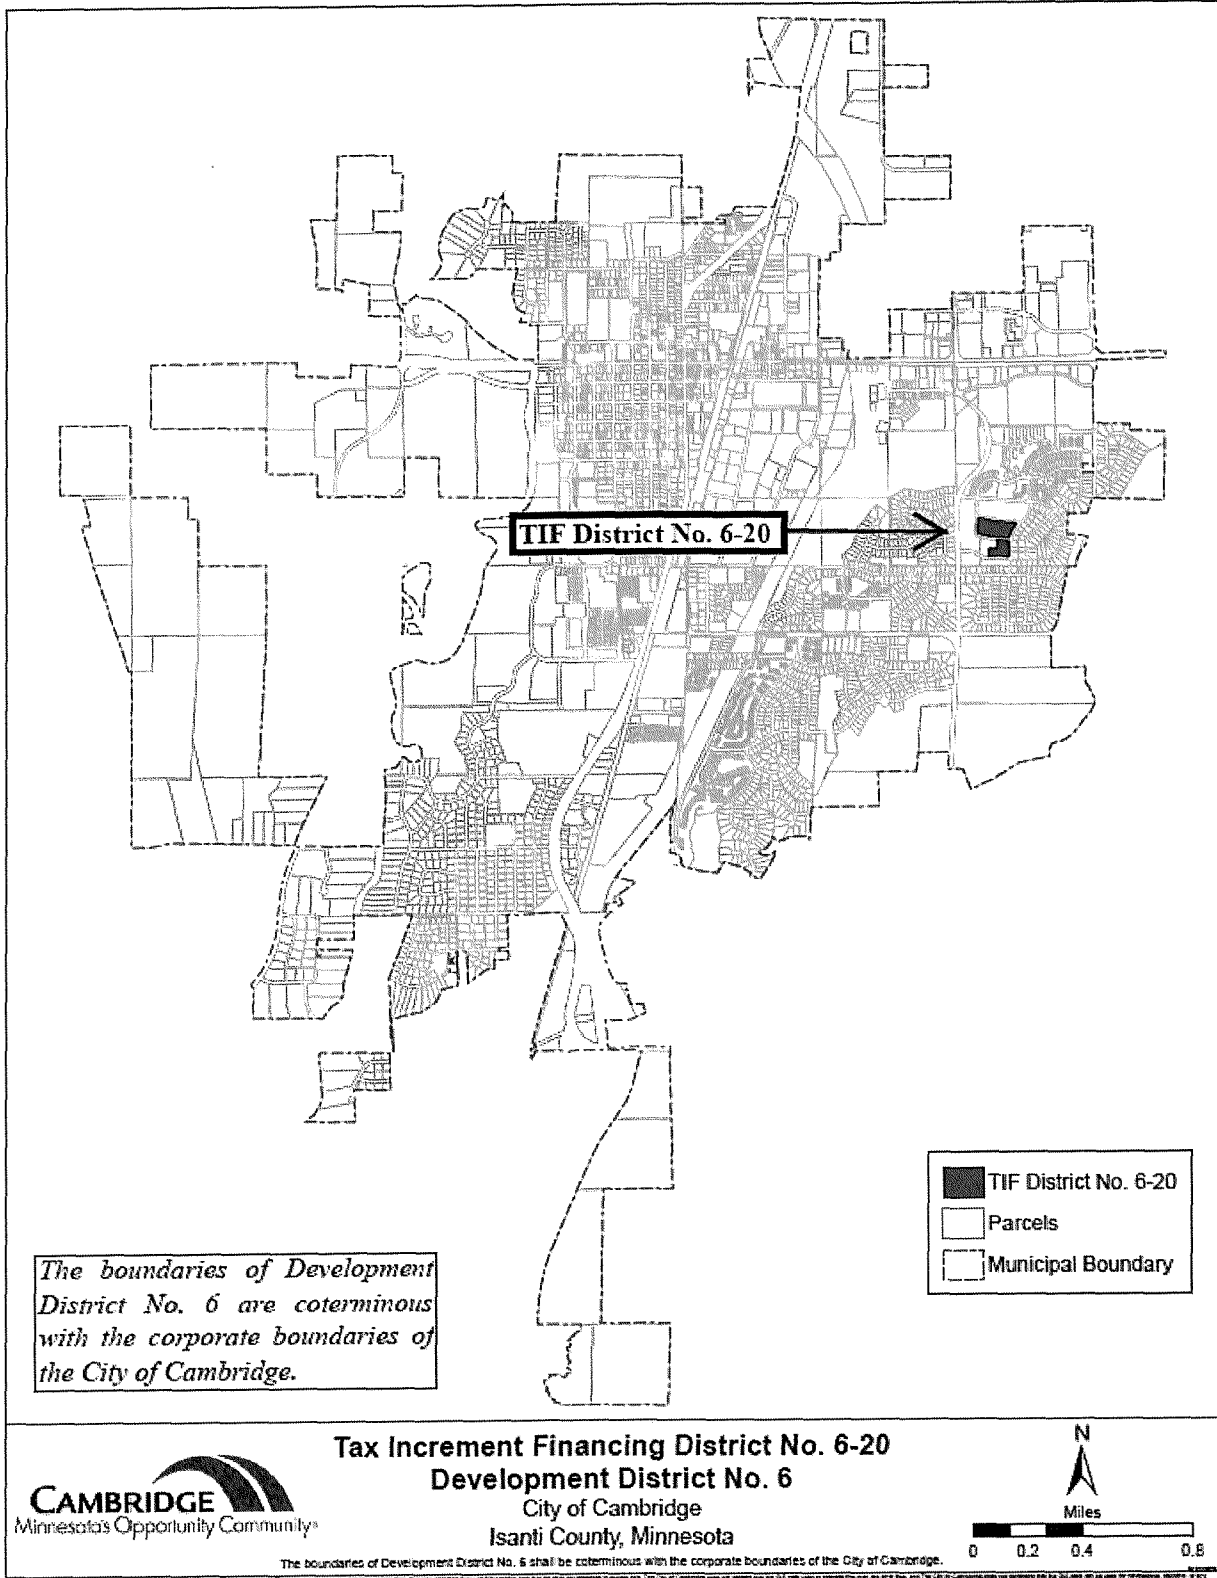 TIF District No. 6-20
TIF District No. 6-20
Parcels
Municipal Boundary
The boundaries of Development
District No. 6 are coterminous
with the corporate boundaries of
the City of Cambridge.
Tax Increment Financing District No. 6-20
Development District No. 6
City of Cambridge
Isanti County, Minnesota
CAMBRIDGE
Minnesota's Opportunity Community
N
Miles
0 0.2 0.4 0.8
The boundaries of Development District No. 6 shall be coterminous with the corporate boundaries of the City of Cambridge.